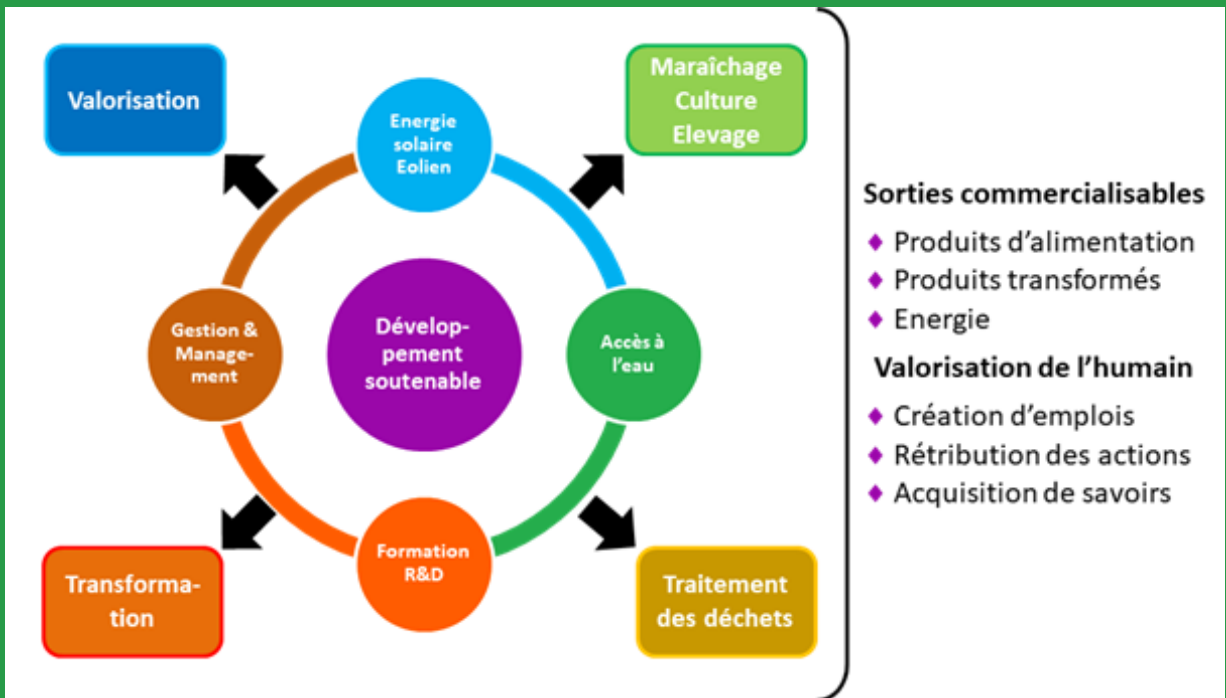 Valorisation
Maraîchage
Culture
Elevage
Energie
solaire
Eolien
Gestion &
Manage-
ment
Dévelop-
pement
soutenable
Accès à
l'eau
Formation
R&D
Transforma-
tion
Traitement
des déchets
Sorties commercialisables
♦ Produits d'alimentation
♦ Produits transformés
♦ Energie
Valorisation de l'humain
♦ Création d'emplois
♦ Rétribution des actions
♦ Acquisition de savoirs